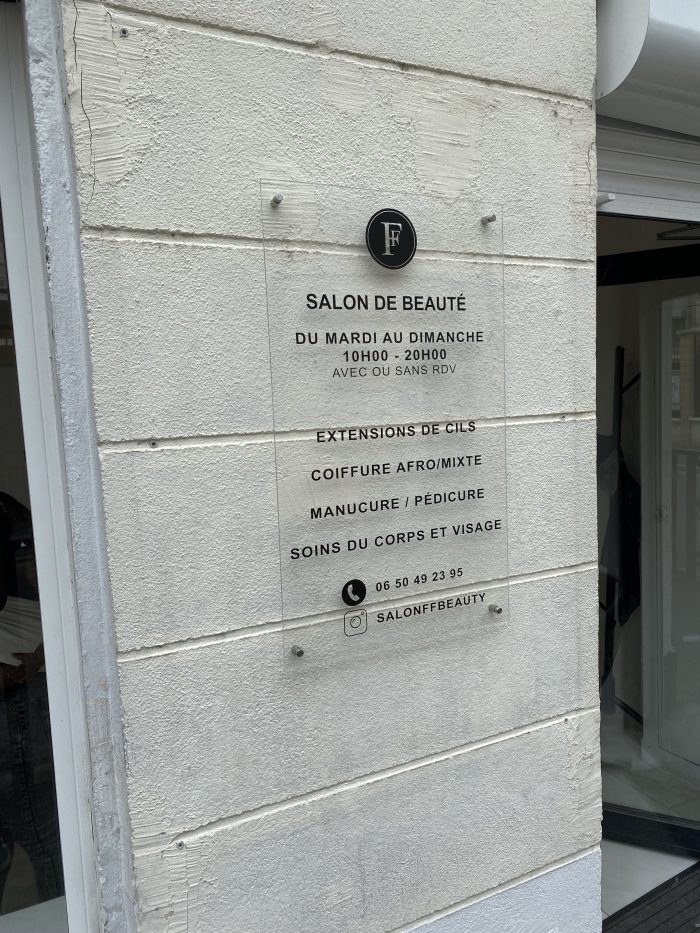 FF
SALON DE BEAUTÉ
DU MARDI AU DIMANCHE
10H00 - 20H00
AVEC OU SANS RDV
EXTENSIONS DE CILS
COIFFURE AFRO/MIXTE
MANUCURE / PÉDICURE
SOINS DU CORPS ET VISAGE
06 50 49 23 95
SALONFFBEAUTY